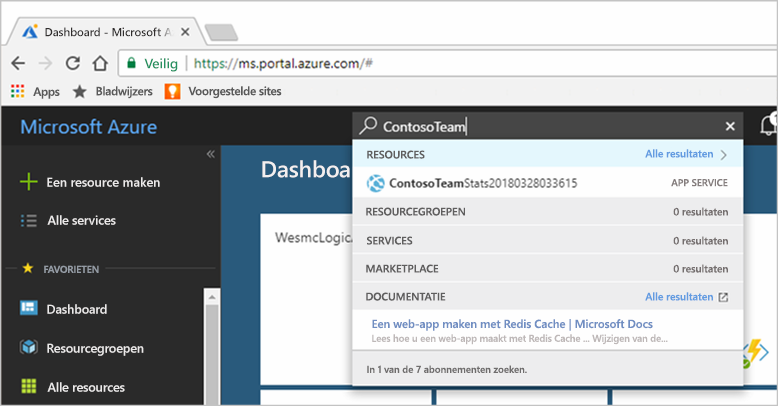 Dashboard - Microsoft A
Veilig https://ms.portal.azure.com/#
Apps Bladwijzers Voorgestelde sites
Microsoft Azure
ContosoTeam
«
Een resource maken
Alle services
FAVORIETEN
Dashboard
Resourcegroepen
Alle resources
Dashboa
WesmcLogic
RESOURCES Alle resultaten
ContosoTeamStats20180328033615 APP SERVICE
RESOURCEGROEPEN 0 resultaten
SERVICES 0 resultaten
MARKETPLACE 0 resultaten
DOCUMENTATIE Alle resultaten
Een web-app maken met Redis Cache | Microsoft Docs
Lees hoe u een web-app maakt met Redis Cache ... Wijzigen van de...
In 1 van de 7 abonnementen zoeken.